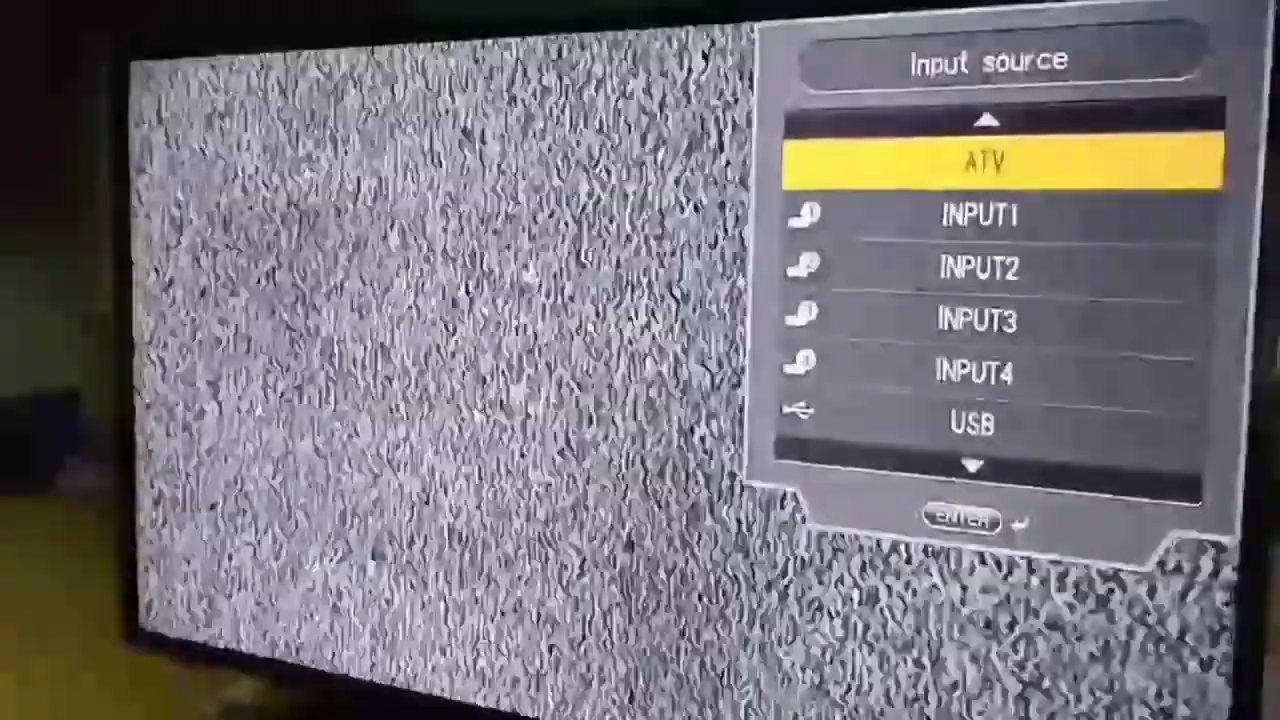 Input source
ATV
INPUT1
INPUT2
INPUT3
INPUT4
USB
ENTER